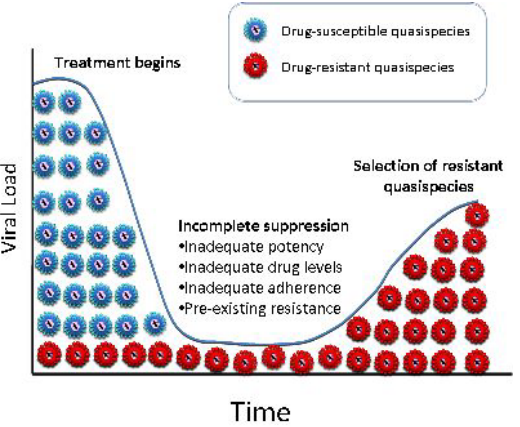 Treatment begins
Drug-susceptible quasispecies
Drug-resistant quasispecies
Selection of resistant
quasispecies
Viral Load
Incomplete suppression
•Inadequate potency
•Inadequate drug levels
•Inadequate adherence
•Pre-existing resistance
Time